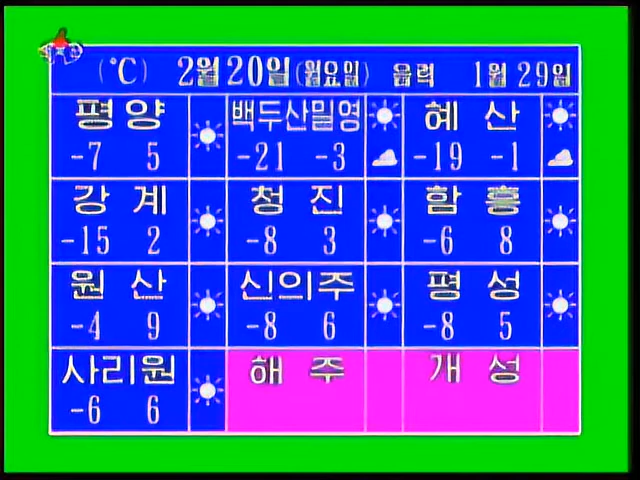 (℃) 2월 20일 (월요일) 음력 1월 29일
평양 백두산밀영 혜산
-7 5 -21 -3 -19 -1
강계 청진 함흥
-15 2 -8 3 -6 8
원산 신의주 평성
-4 9 -8 6 -8 5
사리원 해주 개성
-6 6